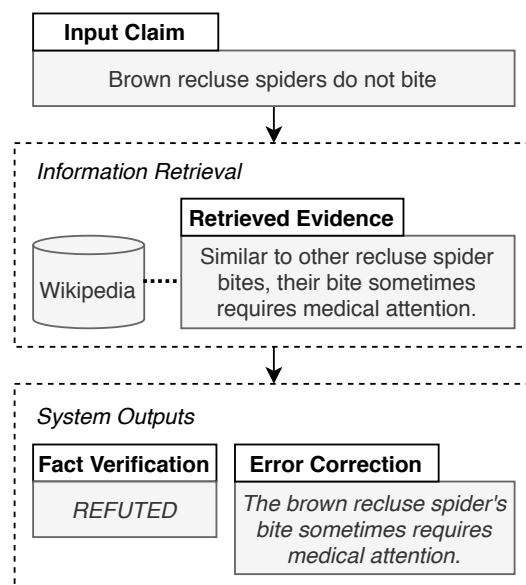 Input Claim
Brown recluse spiders do not bite
Information Retrieval
Retrieved Evidence
Wikipedia
Similar to other recluse spider
bites, their bite sometimes
requires medical attention.
System Outputs
Fact Verification
REFUTED
Error Correction
The brown recluse spider's
bite sometimes requires
medical attention.